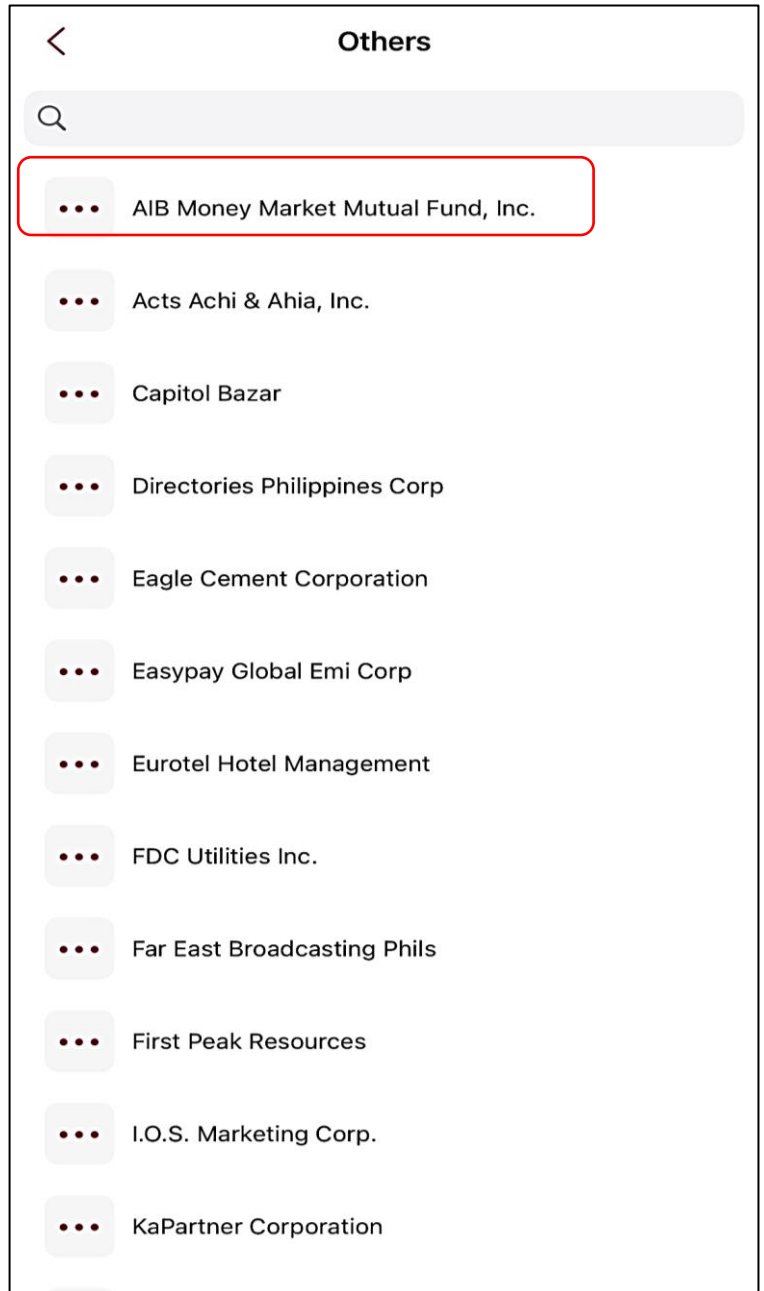 Others
AIB Money Market Mutual Fund, Inc.
Acts Achi & Ahia, Inc.
Capitol Bazar
Directories Philippines Corp
Eagle Cement Corporation
Easypay Global Emi Corp
Eurotel Hotel Management
FDC Utilities Inc.
Far East Broadcasting Phils
First Peak Resources
I.O.S. Marketing Corp.
KaPartner Corporation